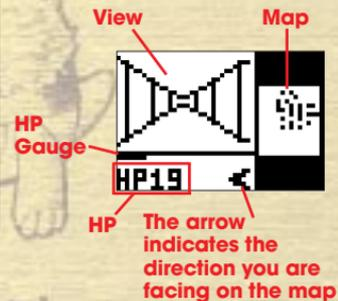 View
Map
HP
Gauge
HP19
HP
The arrow
indicates the
direction you are
facing on the map